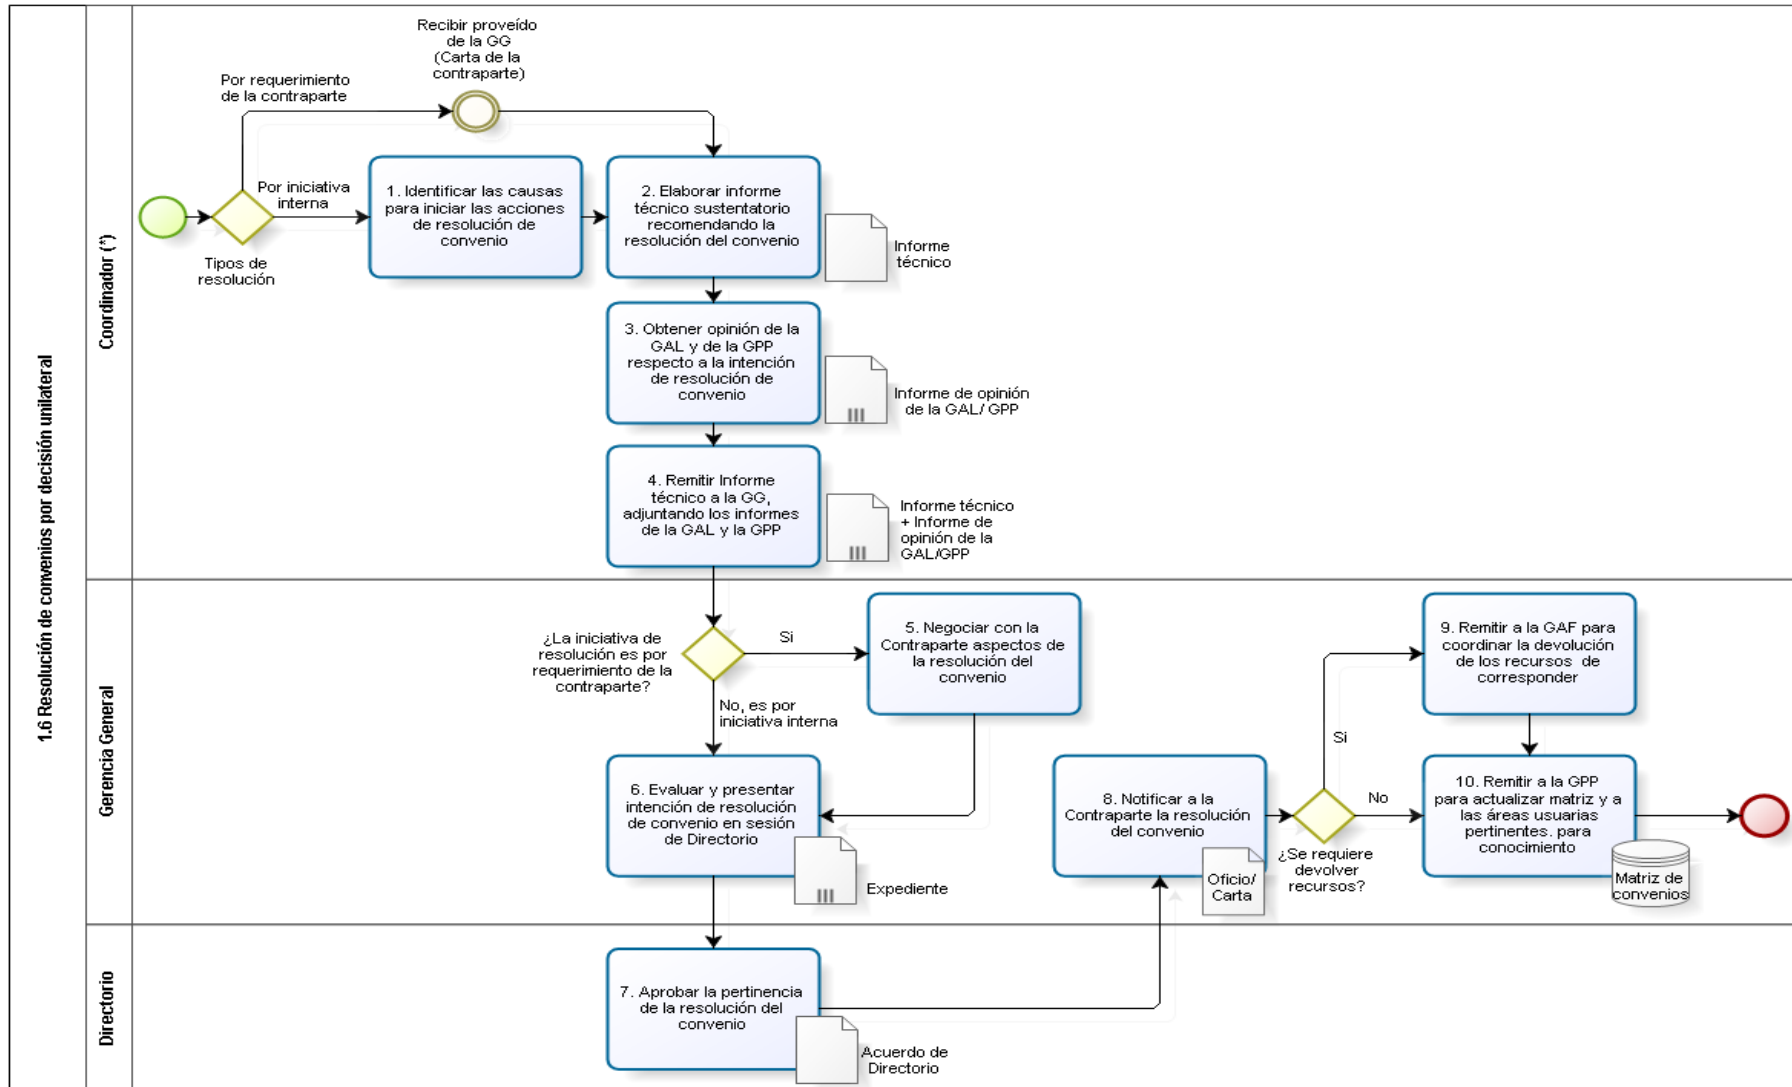 1.6 Resolución de convenios por decisión unilateral
Coordinador (*)
Recibir proveído
de la GG
(Carta de la
contraparte)
Por requerimiento
de la contraparte
Por iniciativa
interna
Tipos de
resolución
1. Identificar las causas
para iniciar las acciones
de resolución de
convenio
2. Elaborar informe
técnico sustentatorio
recomendando la
resolución del convenio
Informe
técnico
3. Obtener opinión de la
GAL y de la GPP
respecto a la intención
de resolución de
convenio
Informe de opinión
de la GAL/ GPP
4. Remitir Informe
técnico a la GG,
adjuntando los informes
de la GAL y la GPP
Informe técnico
+ Informe de
opinión de la
GAL/GPP
Gerencia General
¿La iniciativa de
resolución es por
requerimiento de la
contraparte?
Si
No, es por
iniciativa interna
5. Negociar con la
Contraparte aspectos de
la resolución del
convenio
6. Evaluar y presentar
intención de resolución
de convenio en sesión
de Directorio
Expediente
8. Notificar a la
Contraparte la resolución
del convenio
Oficio/
Carta
¿Se requiere
devolver
recursos?
Si
No
9. Remitir a la GAF para
coordinar la devolución
de los recursos de
corresponder
10. Remitir a la GPP
para actualizar matriz y a
las áreas usuarias
pertinentes. para
conocimiento
Matriz de
convenios
Directorio
7. Aprobar la pertinencia
de la resolución del
convenio
Acuerdo de
Directorio